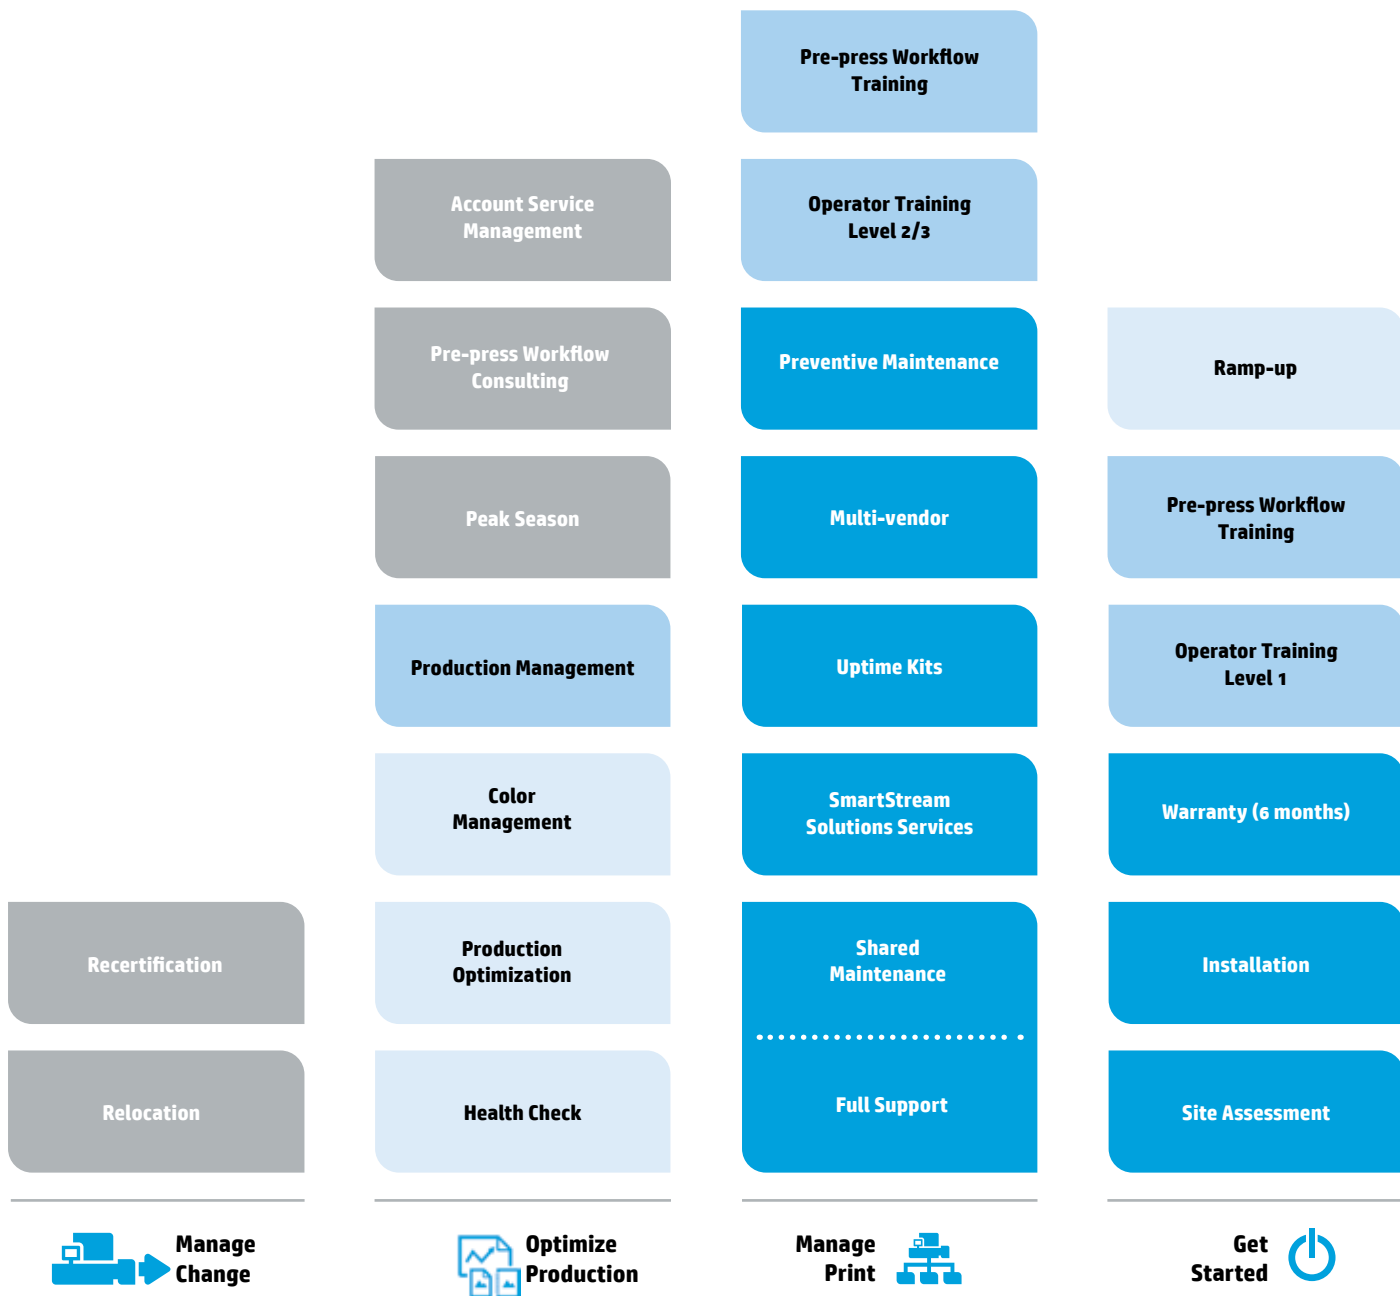 Pre-press Workflow
Training
Account Service
Management
Operator Training
Level 2/3
Pre-press Workflow
Consulting
Preventive Maintenance
Ramp-up
Peak Season
Multi-vendor
Pre-press Workflow
Training
Production Management
Uptime Kits
Operator Training
Level 1
Color
Management
SmartStream
Solutions Services
Warranty (6 months)
Recertification
Production
Optimization
Shared
Maintenance
Installation
Relocation
Health Check
Full Support
Site Assessment
Manage
Change
Optimize
Production
Manage
Print
Get
Started